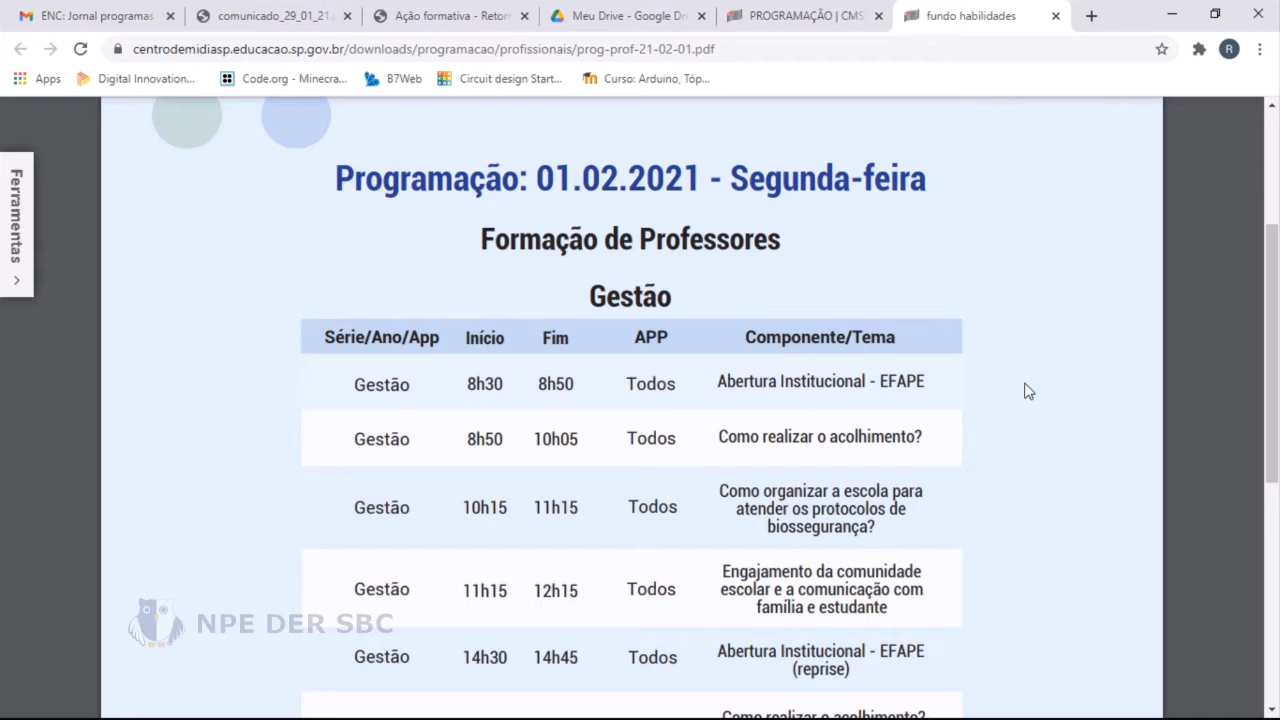 ENC: Jornal programas
comunicado_29_01_21.
Ação formativa - Retorn
Meu Drive - Google Dr
PROGRAMAÇÃO | CMS
fundo habilidades
centrodemidiasp.educacao.sp.gov.br/downloads/programacao/profissionais/prog-prof-21-02-01.pdf
R
Apps
Digital Innovation...
Code.org - Minecra...
B7Web
Circuit design Start...
Curso: Arduino, Tóp...
Ferramentas
Programação: 01.02.2021 - Segunda-feira
Formação de Professores
Gestão
Série/Ano/App Início Fim APP Componente/Tema
Gestão 8h30 8h50 Todos Abertura Institucional - EFAPE
Gestão 8h50 10h05 Todos Como realizar o acolhimento?
Como organizar a escola para
Gestão 10h15 11h15 Todos atender os protocolos de
biossegurança?
Engajamento da comunidade
Gestão 11h15 12h15 Todos escolar e a comunicação com
família e estudante
NPE DER SBC
Gestão 14h30 14h45 Todos Abertura Institucional - EFAPE
(reprise)
Como realizar o acolhimento?